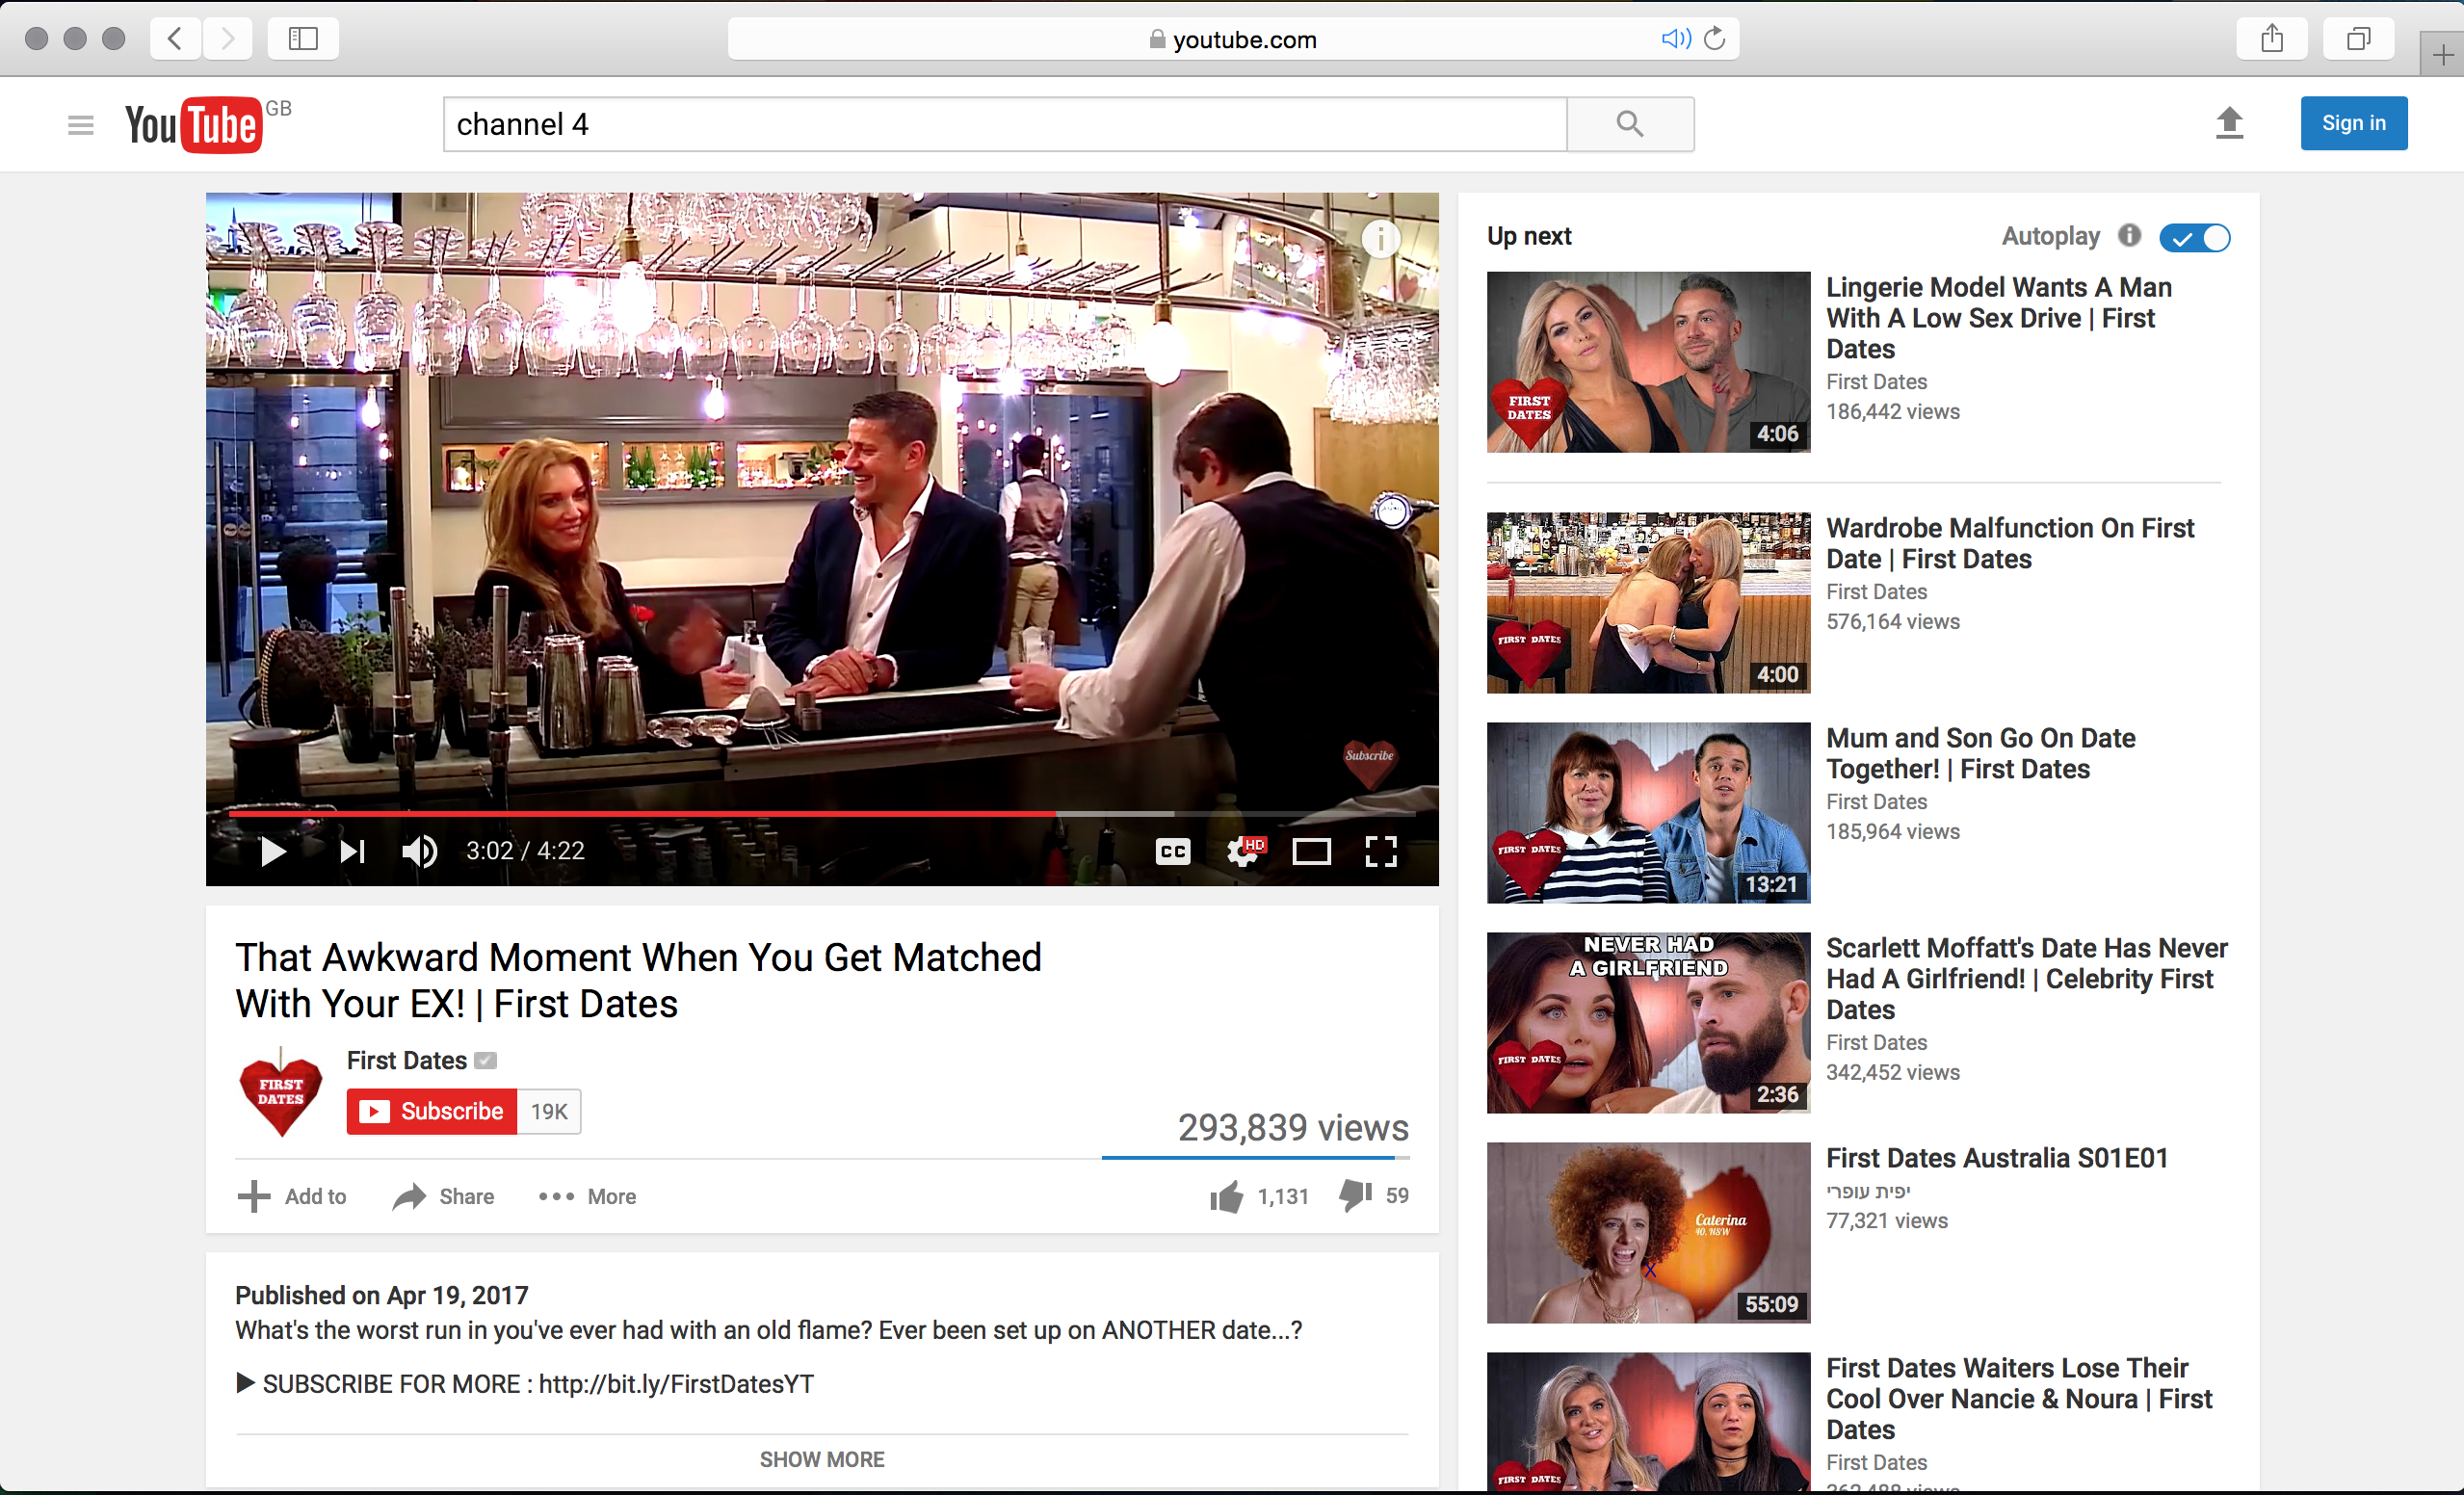 youtube.com
YouTube GB
channel 4
Sign in
Subscribe
3:02 / 4:22
CC
HD
That Awkward Moment When You Get Matched
With Your EX! | First Dates
FIRST
DATES
First Dates
Subscribe 19K
293,839 views
Add to
Share
More
1,131
59
Published on Apr 19, 2017
What's the worst run in you've ever had with an old flame? Ever been set up on ANOTHER date...?
▶ SUBSCRIBE FOR MORE : http://bit.ly/FirstDatesYT
SHOW MORE
Up next
Autoplay
FIRST
DATES
4:06
Lingerie Model Wants A Man
With A Low Sex Drive | First
Dates
First Dates
186,442 views
FIRST DATES
4:00
Wardrobe Malfunction On First
Date | First Dates
First Dates
576,164 views
FIRST DATES
13:21
Mum and Son Go On Date
Together! | First Dates
First Dates
185,964 views
NEVER HAD
A GIRLFRIEND
FIRST DATES
2:36
Scarlett Moffatt's Date Has Never
Had A Girlfriend! | Celebrity First
Dates
First Dates
342,452 views
Caterina
40, NSW
X
55:09
First Dates Australia S01E01
יפית עופרי
77,321 views
FIRST DATES
First Dates Waiters Lose Their
Cool Over Nancie & Noura | First
Dates
First Dates